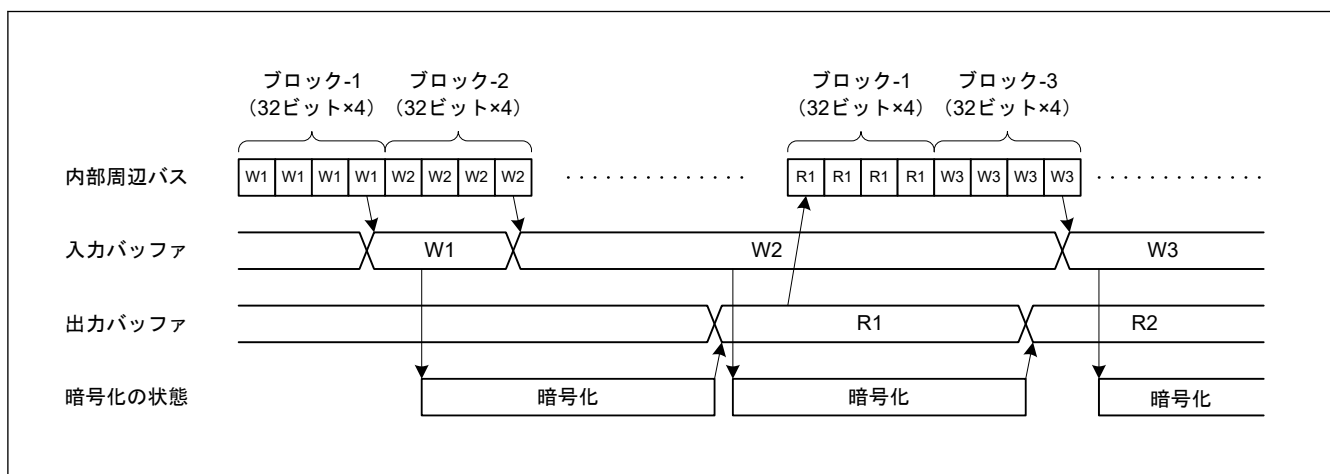 ブロック-1 ブロック-2 ブロック-1 ブロック-3
（32ビット×4） （32ビット×4） （32ビット×4） （32ビット×4）
内部周辺バス W1 W1 W1 W1 W2 W2 W2 W2 R1 R1 R1 R1 W3 W3 W3 W3
入力バッファ W1 W2 W3
出力バッファ R1 R2
暗号化の状態 暗号化 暗号化 暗号化